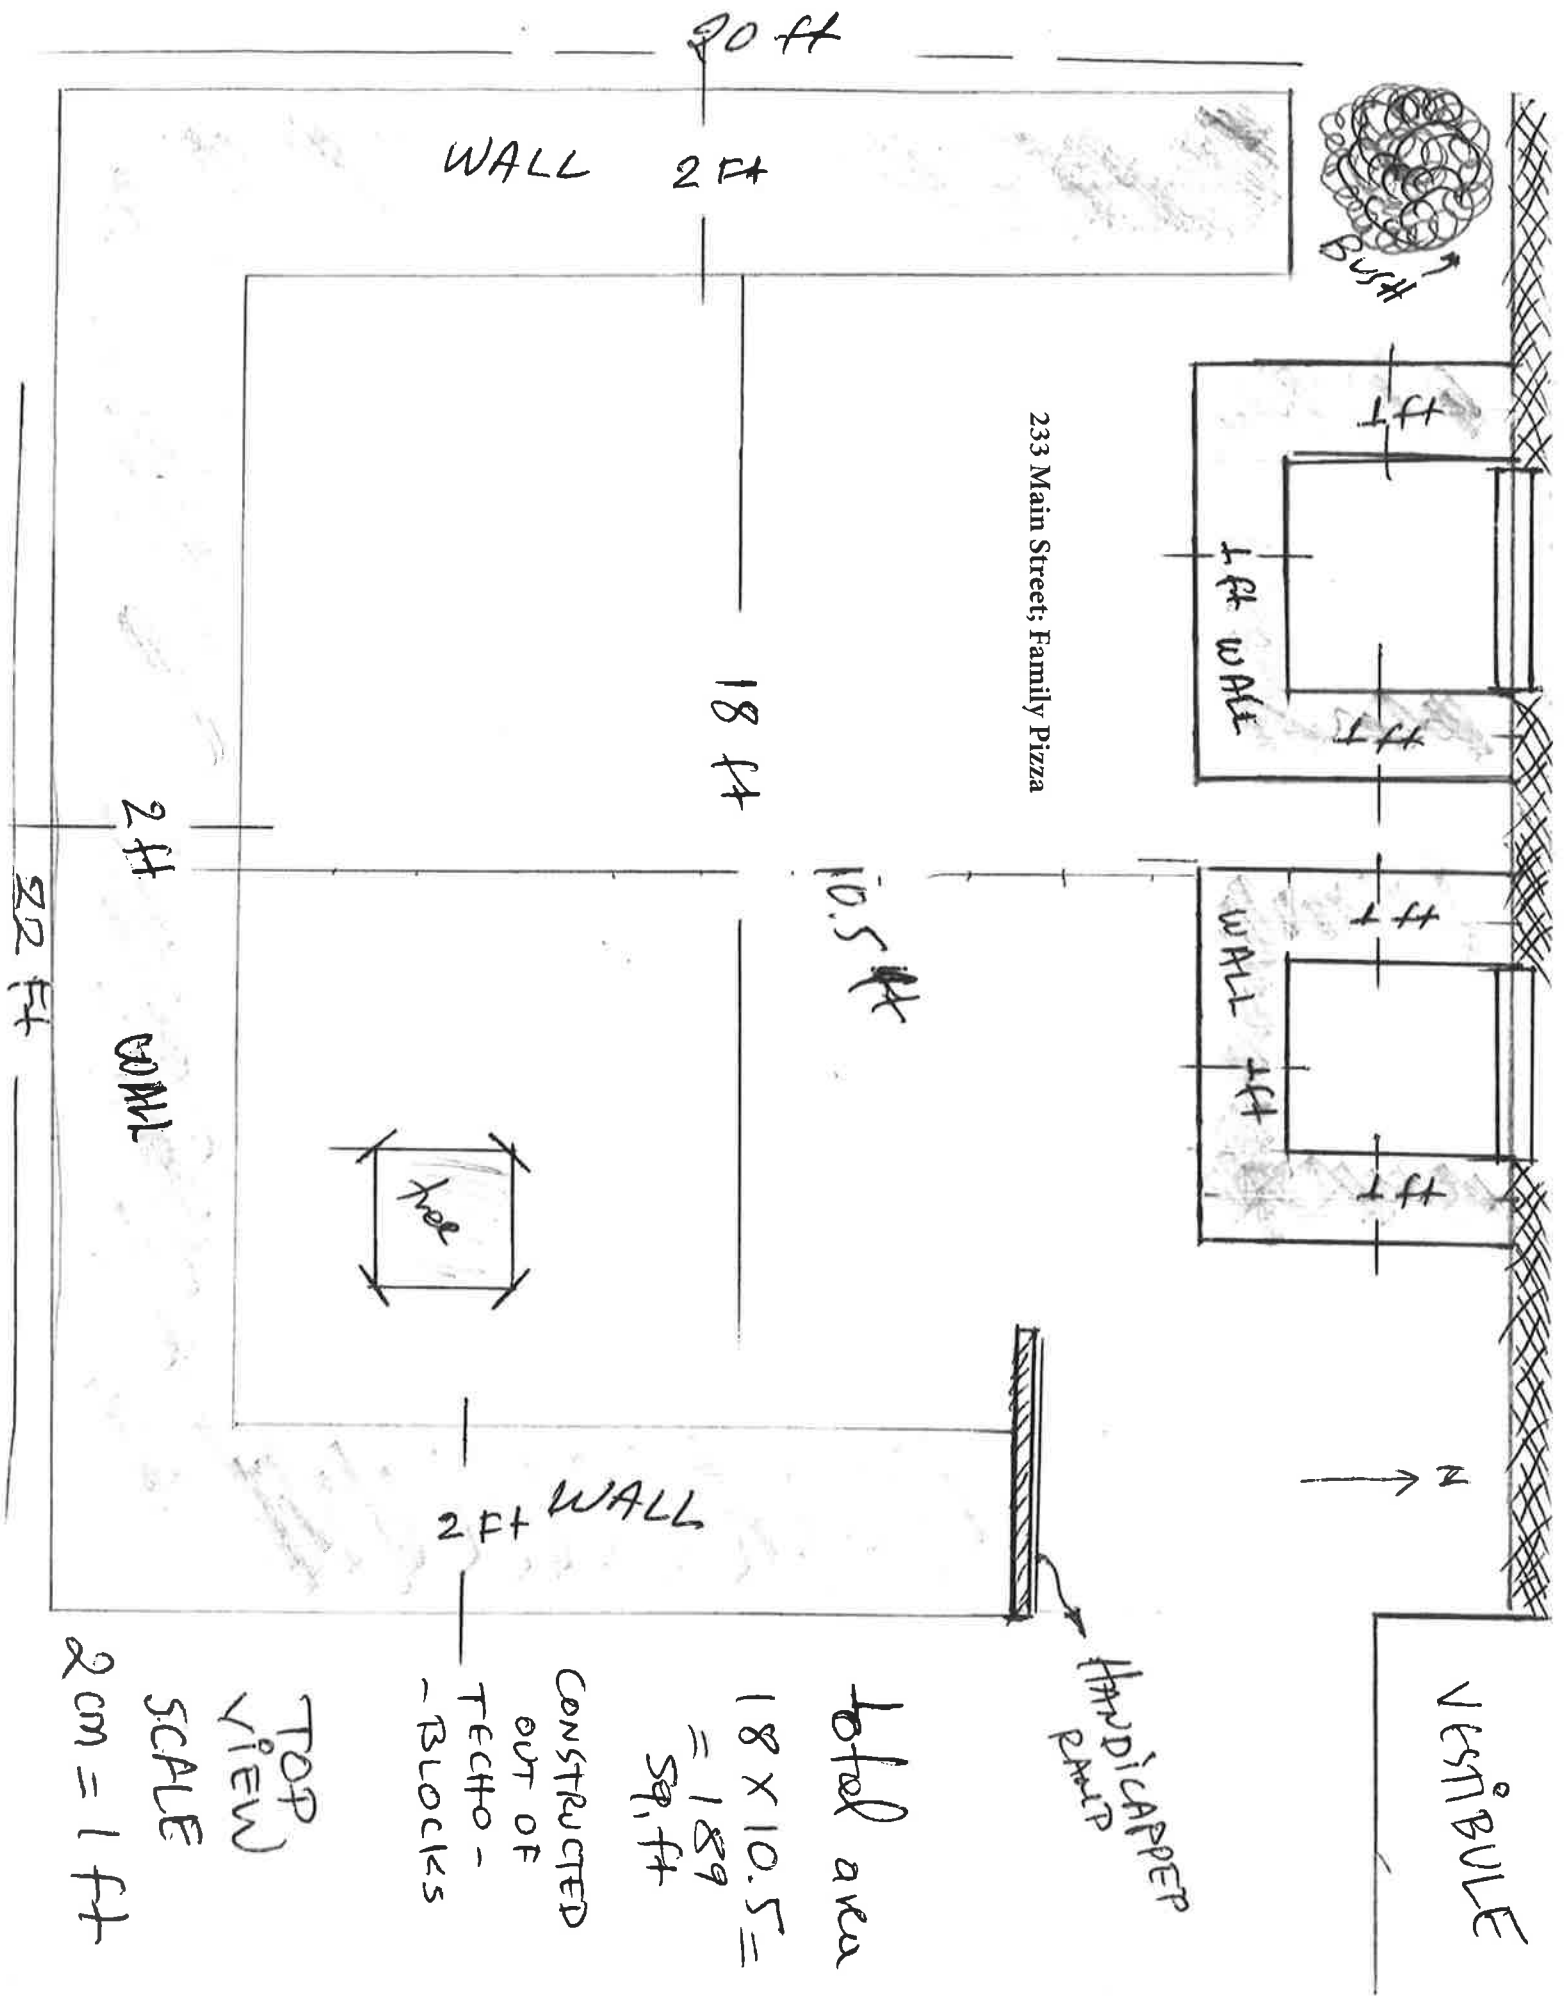 20 ft
WALL 2 Ft
BUSH
1 ft
1 ft WALL
1 ft
233 Main Street; Family Pizza
18 ft
10.5 ft
1 ft
WALL 1 ft
1 ft
2 ft
WALL
22 Ft
tree
2 Ft WALL
N
HANDICAPPED
RAMP
VESTIBULE
total area
18 X 10.5 =
= 189
sq. ft
CONSTRUCTED
OUT OF
TECHO -
- BLOCKS
TOP
VIEW
SCALE
2 cm = 1 ft